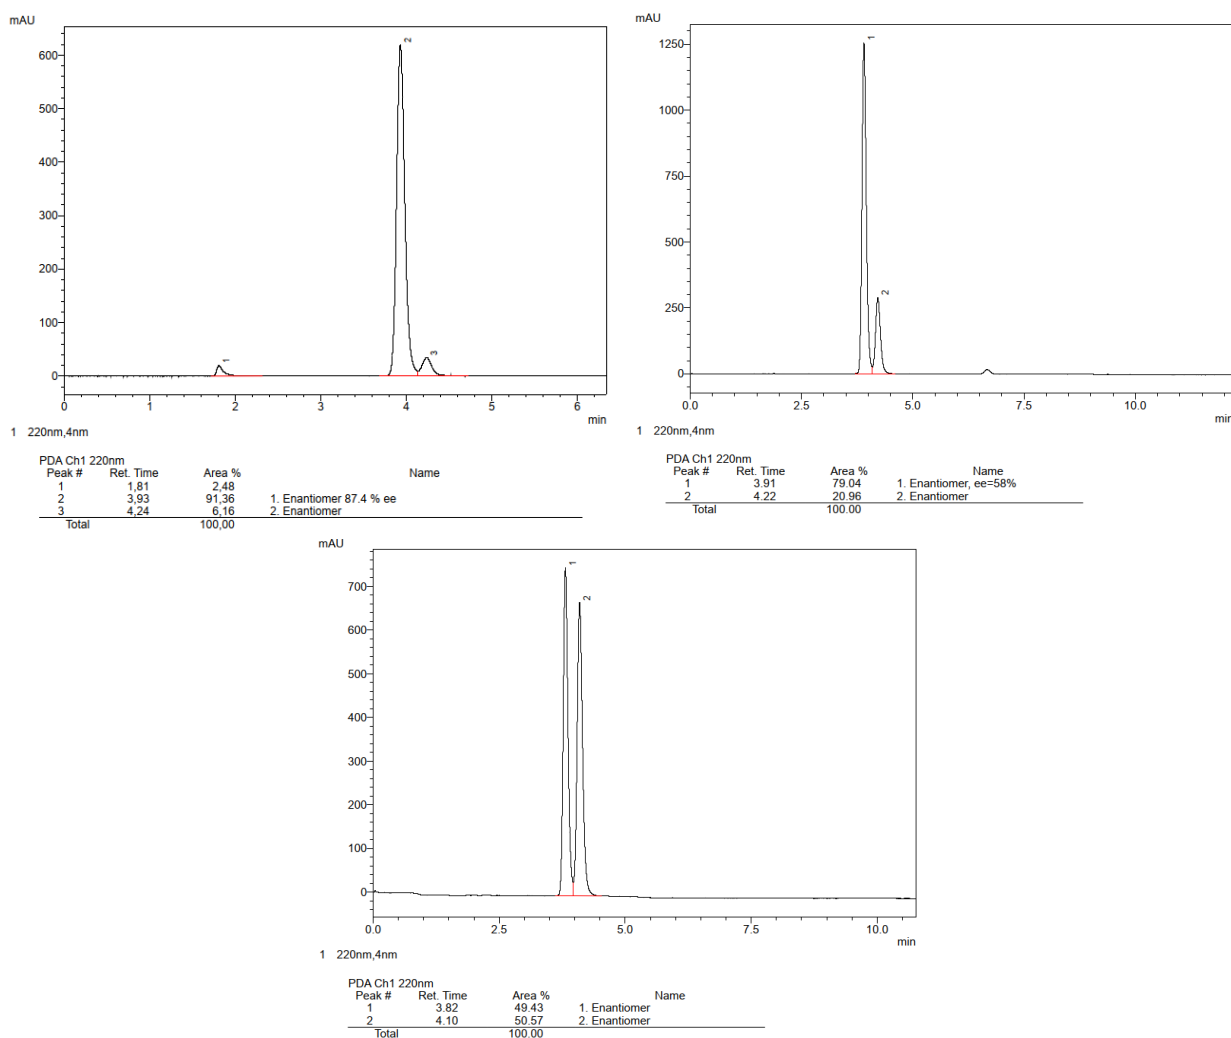 mAU
600
500
400
300
200
100
0
1
2
3
0 1 2 3 4 5 6
min
1 220nm,4nm
PDA Ch1 220nm
Peak # Ret. Time Area % Name
1 1,81 2,48
2 3,93 91,36 1. Enantiomer 87.4 % ee
3 4,24 6,16 2. Enantiomer
Total 100,00
mAU
1250
1000
750
500
250
0
1
2
0.0 2.5 5.0 7.5 10.0
min
1 220nm,4nm
PDA Ch1 220nm
Peak # Ret. Time Area % Name
1 3.91 79.04 1. Enantiomer, ee=58%
2 4.22 20.96 2. Enantiomer
Total 100.00
mAU
700
600
500
400
300
200
100
0
1
2
0.0 2.5 5.0 7.5 10.0
min
1 220nm,4nm
PDA Ch1 220nm
Peak # Ret. Time Area % Name
1 3.82 49.43 1. Enantiomer
2 4.10 50.57 2. Enantiomer
Total 100.00